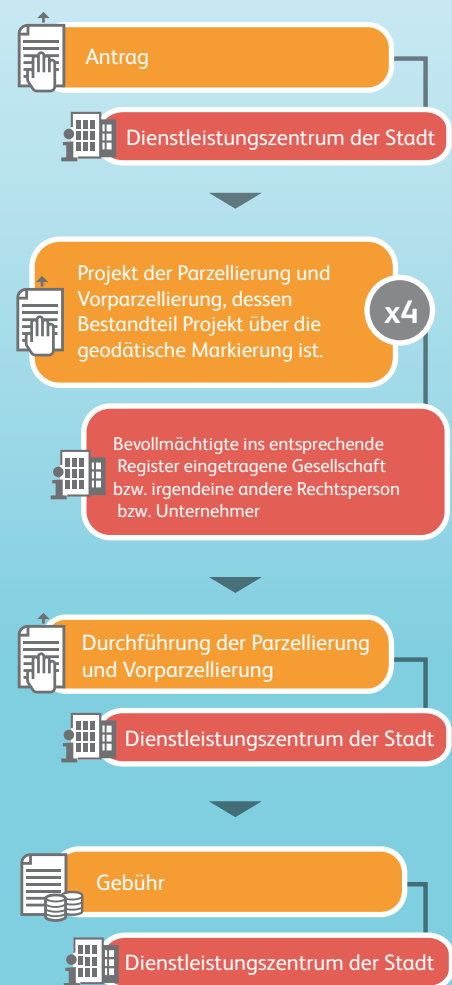 Antrag
Dienstleistungszentrum der Stadt
Projekt der Parzellierung und
Vorparzellierung, dessen
Bestandteil Projekt über die
geodätische Markierung ist.
x4
Bevollmächtigte ins entsprechende
Register eingetragene Gesellschaft
bzw. irgendeine andere Rechtsperson
bzw. Unternehmer
Durchführung der Parzellierung
und Vorparzellierung
Dienstleistungszentrum der Stadt
Gebühr
Dienstleistungszentrum der Stadt